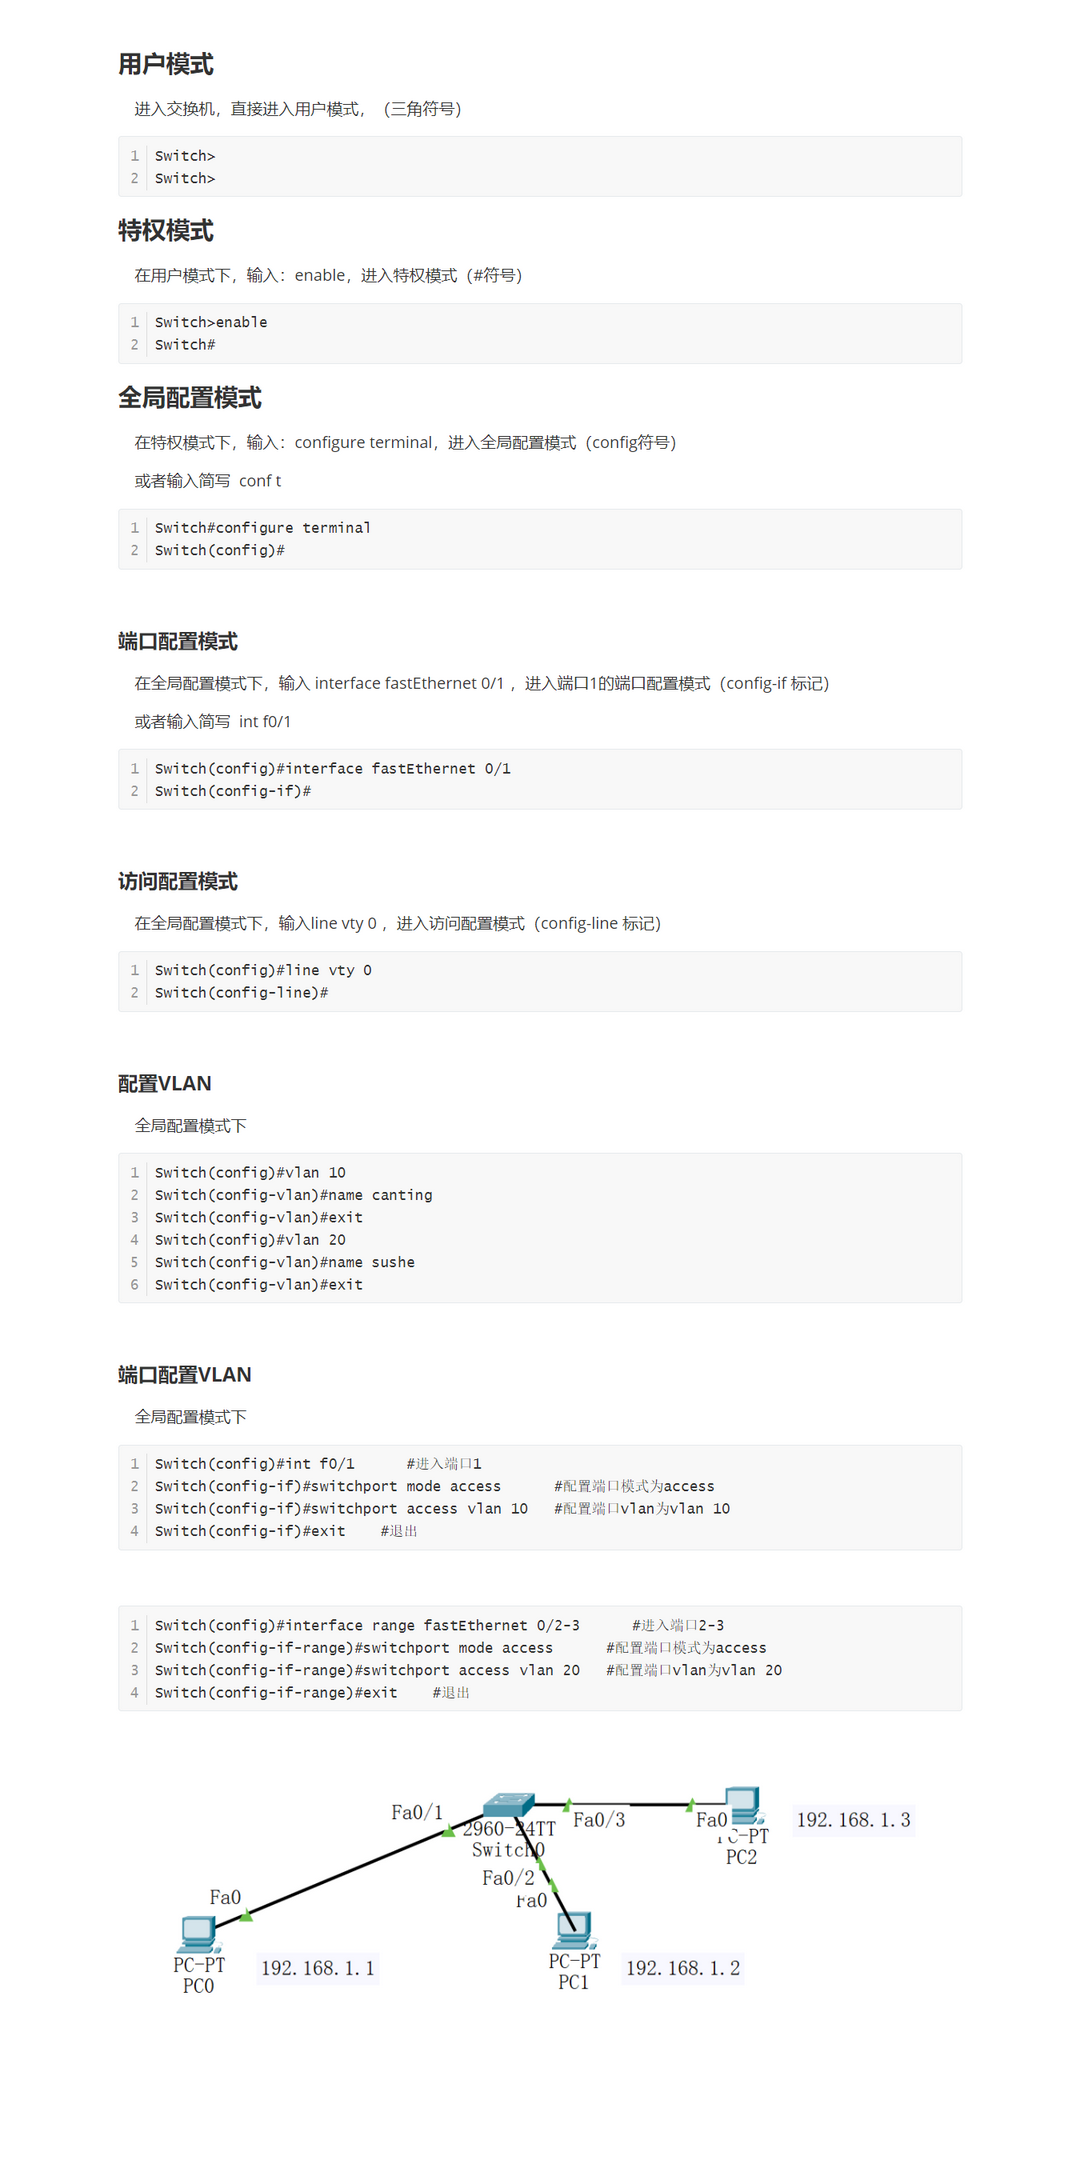 用户模式
进入交换机，直接进入用户模式，（三角符号）
1 Switch>
2 Switch>
特权模式
在用户模式下，输入：enable，进入特权模式（#符号）
1 Switch>enable
2 Switch#
全局配置模式
在特权模式下，输入：configure terminal，进入全局配置模式（config符号）
或者输入简写 conf t
1 Switch#configure terminal
2 Switch(config)#
端口配置模式
在全局配置模式下，输入 interface fastEthernet 0/1 ，进入端口1的端口配置模式（config-if 标记）
或者输入简写 int f0/1
1 Switch(config)#interface fastEthernet 0/1
2 Switch(config-if)#
访问配置模式
在全局配置模式下，输入line vty 0 ，进入访问配置模式（config-line 标记）
1 Switch(config)#line vty 0
2 Switch(config-line)#
配置VLAN
全局配置模式下
1 Switch(config)#vlan 10
2 Switch(config-vlan)#name canting
3 Switch(config-vlan)#exit
4 Switch(config)#vlan 20
5 Switch(config-vlan)#name sushe
6 Switch(config-vlan)#exit
端口配置VLAN
全局配置模式下
1 Switch(config)#int f0/1 #进入端口1
2 Switch(config-if)#switchport mode access #配置端口模式为access
3 Switch(config-if)#switchport access vlan 10 #配置端口vlan为vlan 10
4 Switch(config-if)#exit #退出
1 Switch(config)#interface range fastEthernet 0/2-3 #进入端口2-3
2 Switch(config-if-range)#switchport mode access #配置端口模式为access
3 Switch(config-if-range)#switchport access vlan 20 #配置端口vlan为vlan 20
4 Switch(config-if-range)#exit #退出
Fa0/1
2960-24TT
Switch0
Fa0/3
Fa0
PC-PT
PC2
192.168.1.3
Fa0/2
Fa0
Fa0
PC-PT
PC0
192.168.1.1
PC-PT
PC1
192.168.1.2